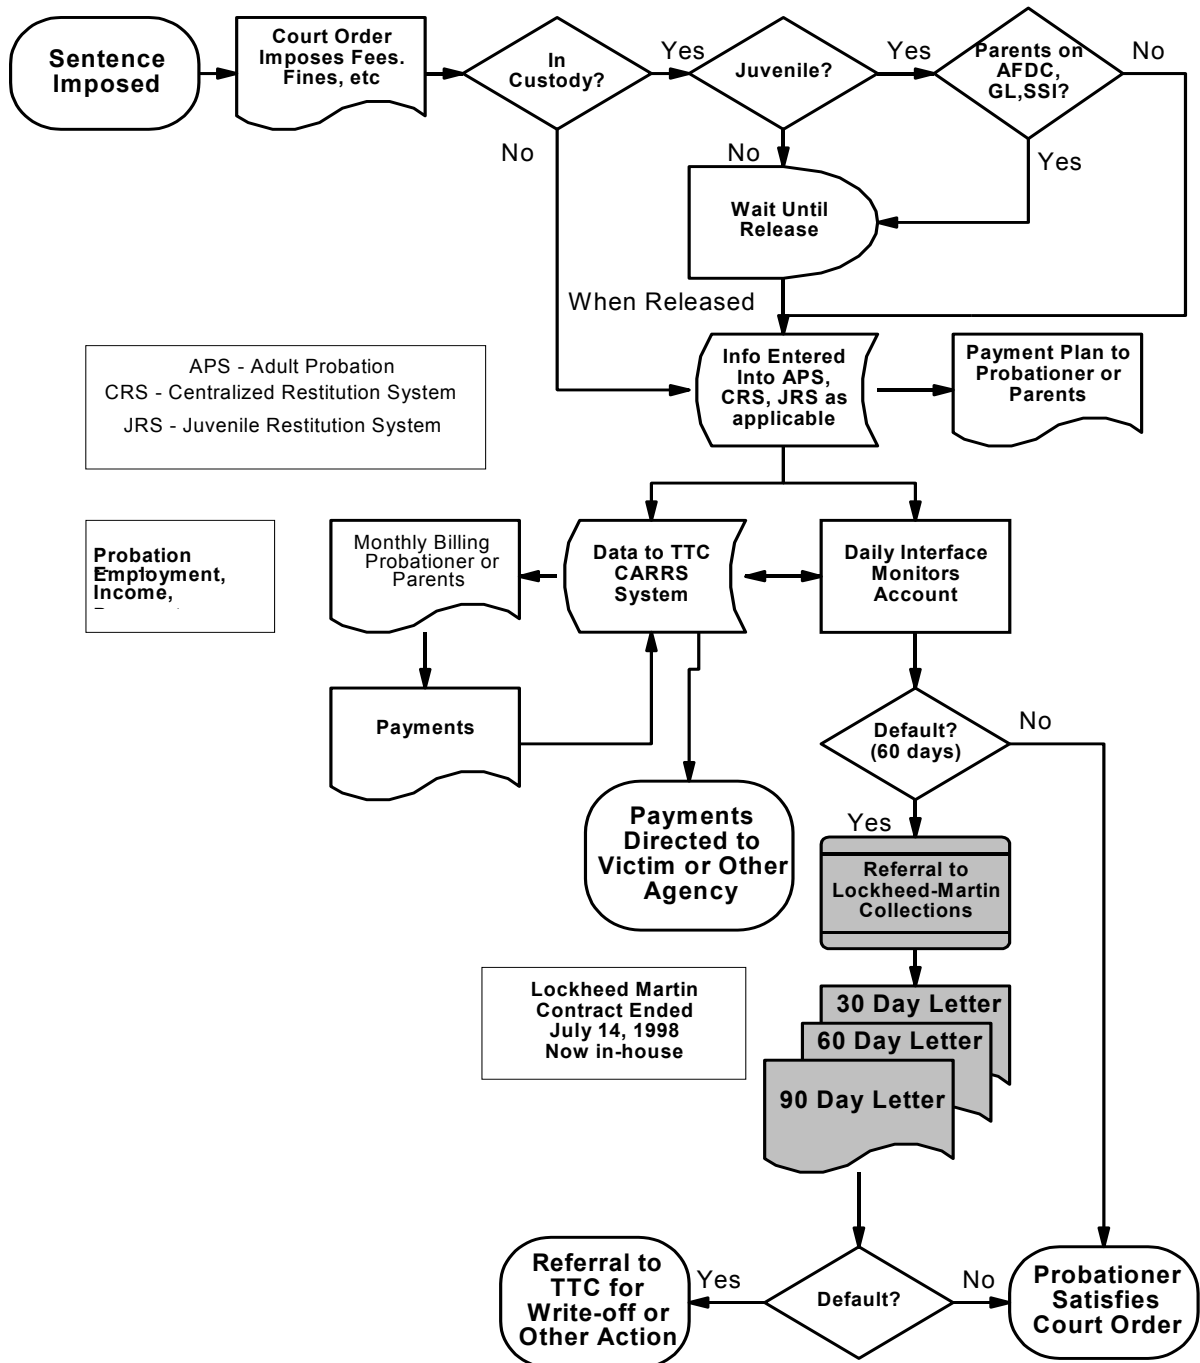 Sentence
Imposed
Court Order
Imposes Fees.
Fines, etc
In
Custody?
Yes
Juvenile?
Yes
Parents on
AFDC,
GL,SSI?
No
No
No
Yes
Wait Until
Release
When Released
Info Entered
Into APS,
CRS, JRS as
applicable
Payment Plan to
Probationer or
Parents
APS - Adult Probation
CRS - Centralized Restitution System
JRS - Juvenile Restitution System
Probation
Employment,
Income,
Monthly Billing
Probationer or
Parents
Data to TTC
CARRS
System
Daily Interface
Monitors
Account
Payments
Default?
(60 days)
No
Yes
Payments
Directed to
Victim or Other
Agency
Referral to
Lockheed-Martin
Collections
Lockheed Martin
Contract Ended
July 14, 1998
Now in-house
30 Day Letter
60 Day Letter
90 Day Letter
Referral to
TTC for
Write-off or
Other Action
Yes
Default?
No
Probationer
Satisfies
Court Order